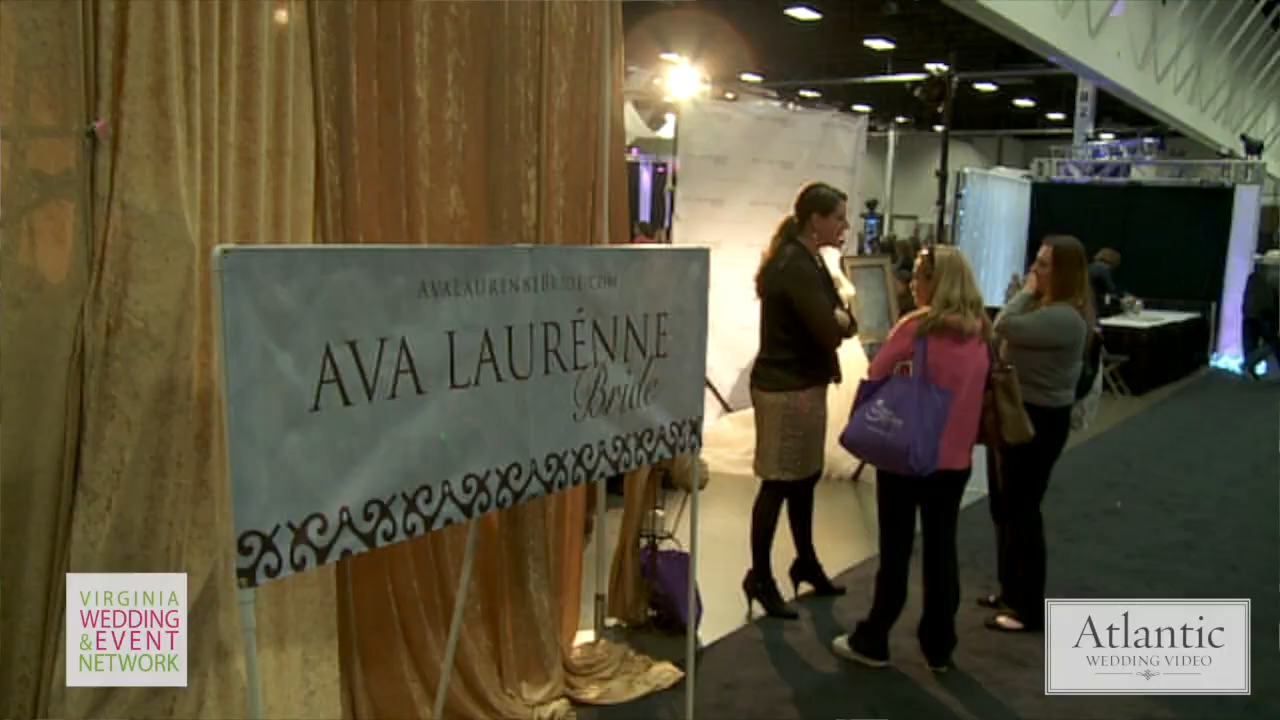 AVALAURENNEBRIDE.COM
AVA LAURÉNNE
Bride
VIRGINIA
WEDDING
&EVENT
NETWORK
Atlantic
WEDDING VIDEO